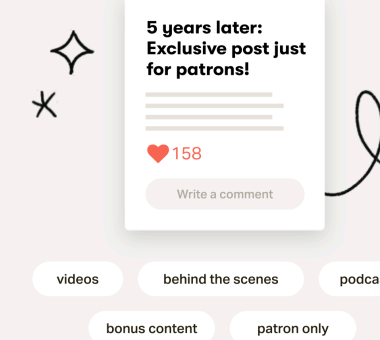 5 years later:
Exclusive post just
for patrons!
158
Write a comment
videos
behind the scenes
podca
bonus content
patron only